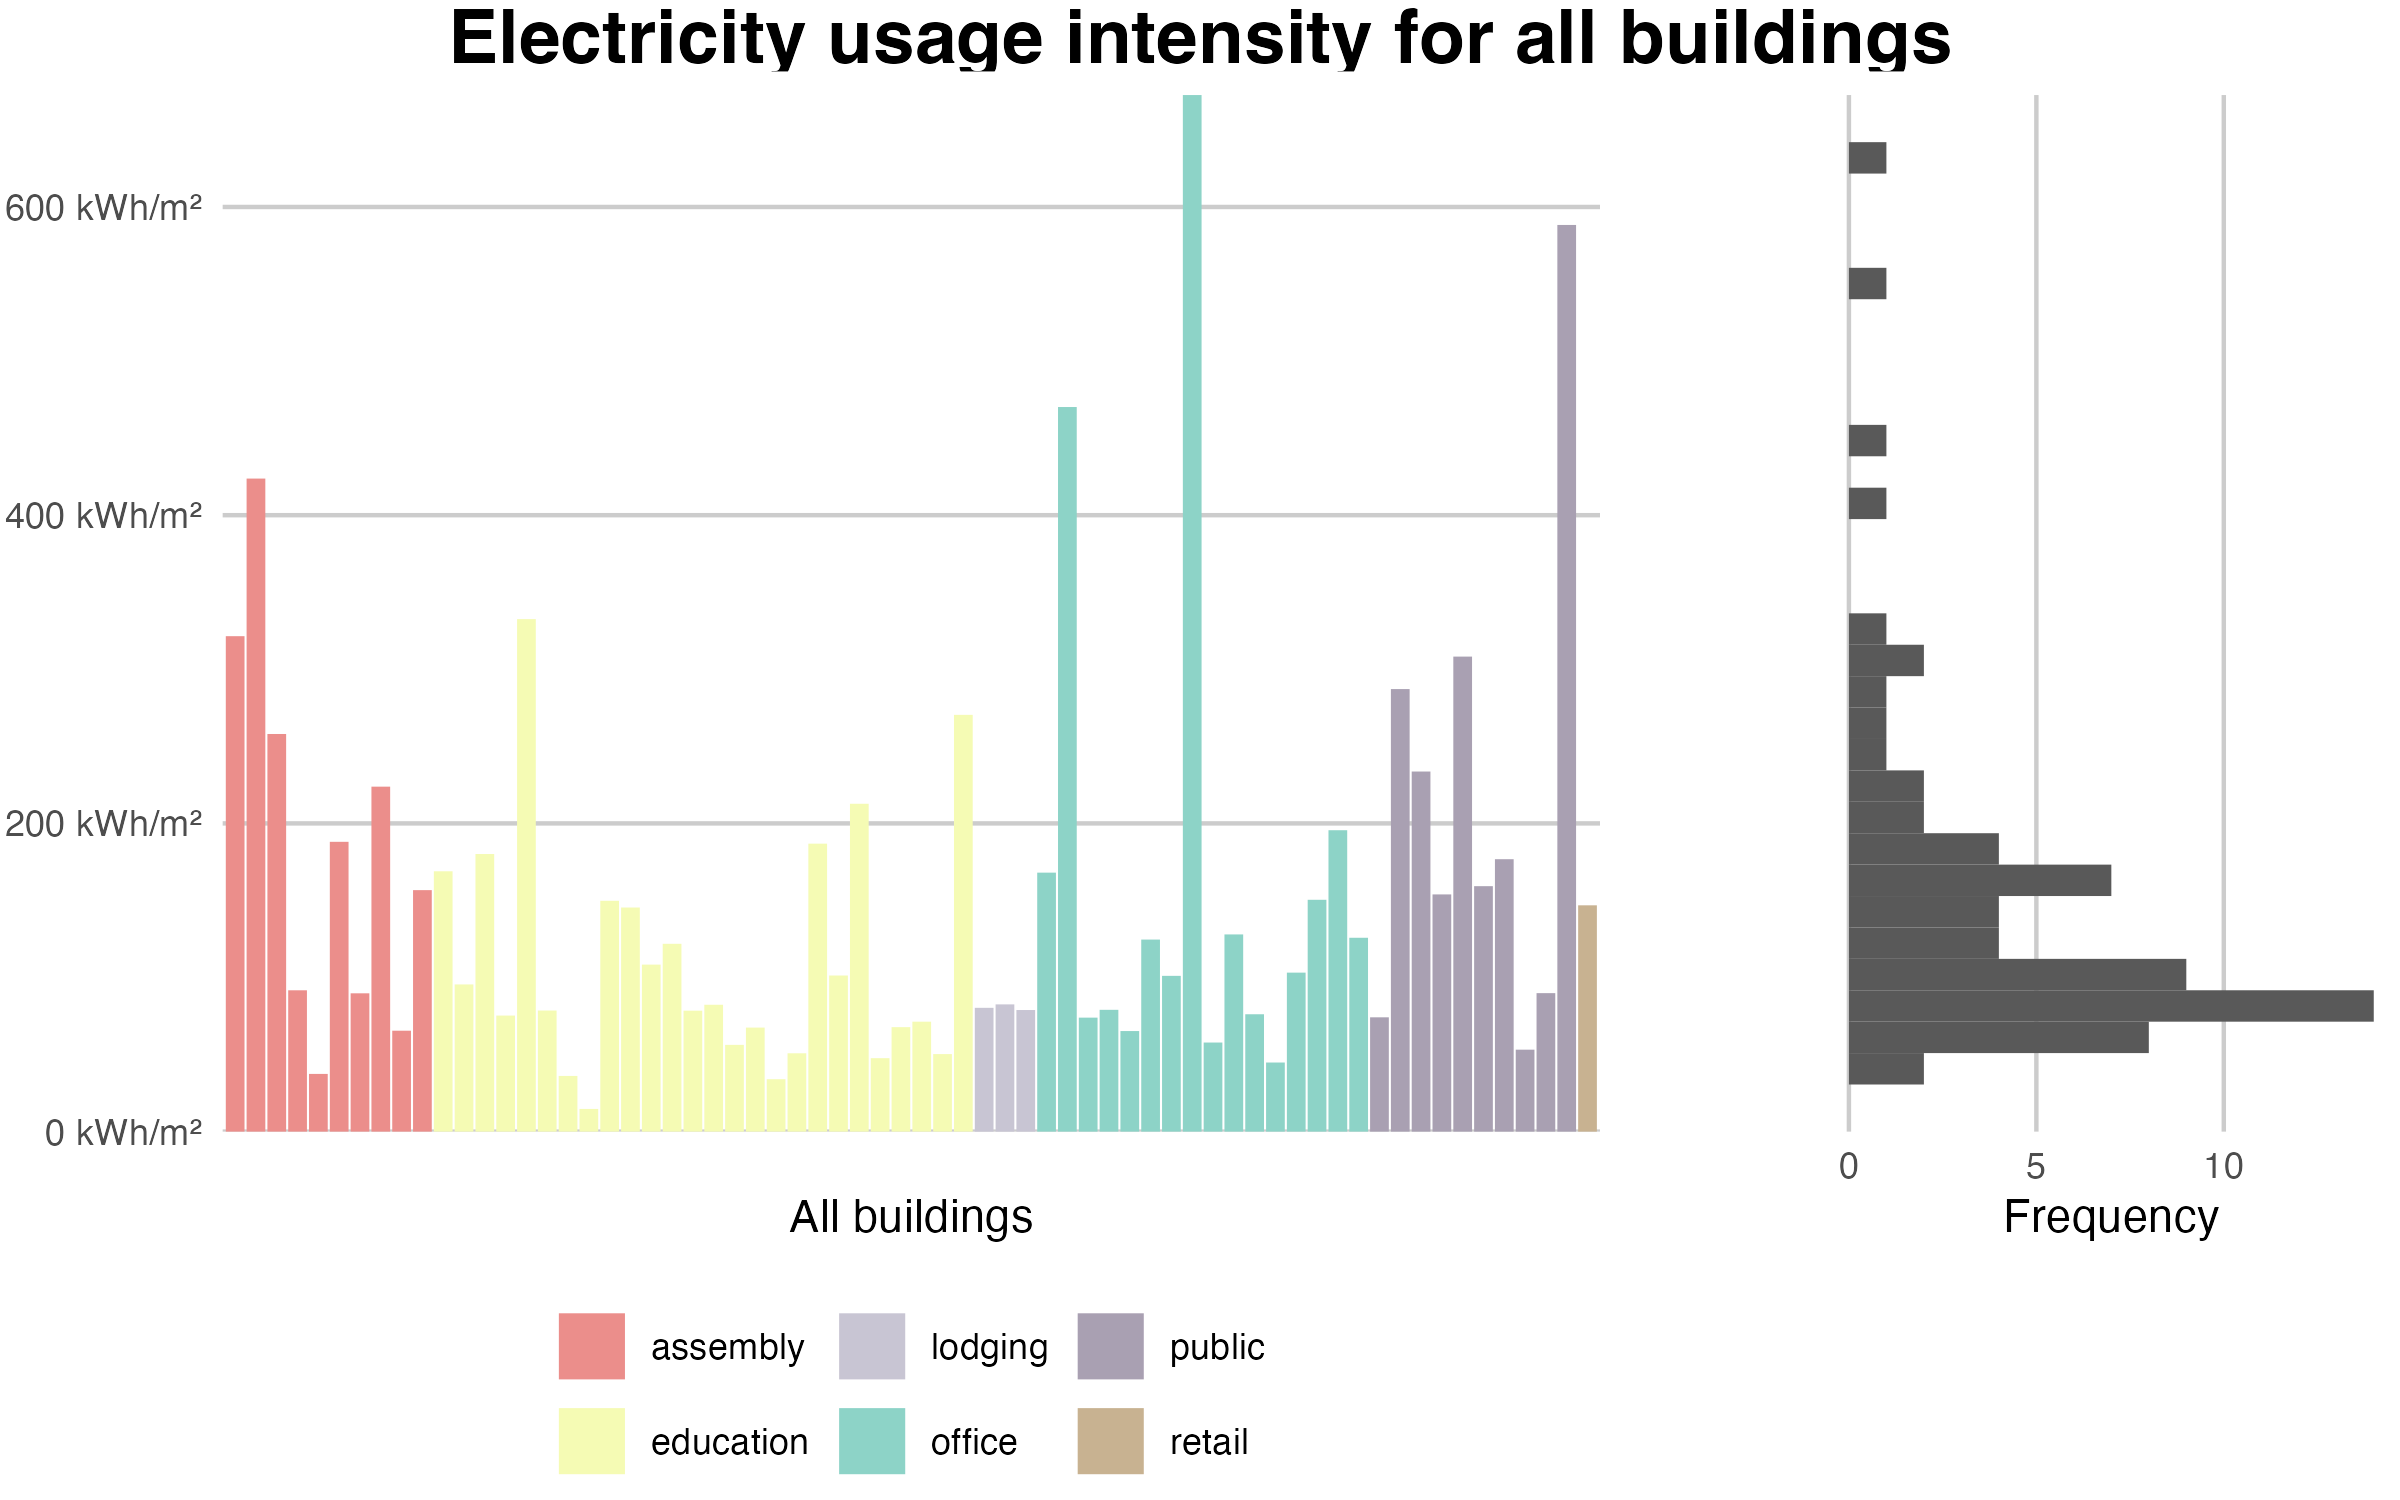 Electricity usage intensity for all buildings
600 kWh/m²
400 kWh/m²
200 kWh/m²
0 kWh/m²
0 5 10
All buildings
Frequency
assembly lodging public
education office retail